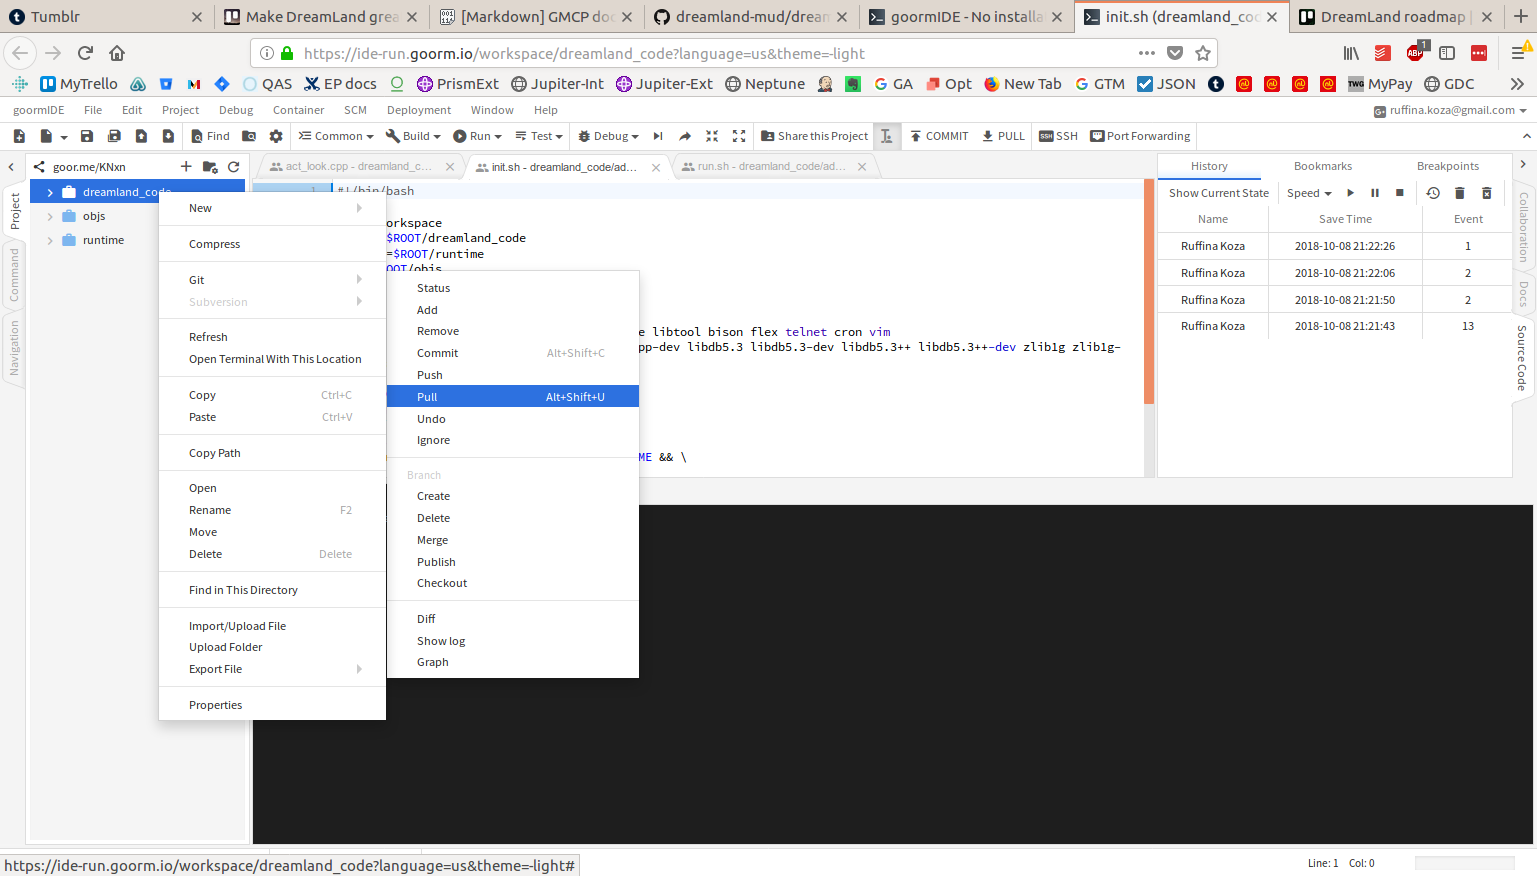 Tumblr
Make DreamLand grea
[Markdown] GMCP doc
dreamland-mud/dream
goormIDE - No installa
init.sh (dreamland_cod
DreamLand roadmap |
https://ide-run.goorm.io/workspace/dreamland_code?language=us&theme=-light
MyTrello QAS EP docs PrismExt Jupiter-Int Jupiter-Ext Neptune GA Opt New Tab GTM JSON MyPay GDC
goormIDE File Edit Project Debug Container SCM Deployment Window Help
ruffina.koza@gmail.com
Find Common Build Run Test Debug Share this Project COMMIT PULL SSH Port Forwarding
goor.me/KNxn
act_look.cpp - dreamland_c...
init.sh - dreamland_code/ad...
run.sh - dreamland_code/ad...
Project
Command
Navigation
dreamland_code
objs
runtime
1 #!/bin/bash
orkspace
$ROOT/dreamland_code
=$ROOT/runtime
OOT/objs
e libtool bison flex telnet cron vim
pp-dev libdb5.3 libdb5.3-dev libdb5.3++ libdb5.3++-dev zlib1g zlib1g-
ME && \
New
Compress
Git
Subversion
Refresh
Open Terminal With This Location
Copy Ctrl+C
Paste Ctrl+V
Copy Path
Open
Rename F2
Move
Delete Delete
Find in This Directory
Import/Upload File
Upload Folder
Export File
Properties
Status
Add
Remove
Commit Alt+Shift+C
Push
Pull Alt+Shift+U
Undo
Ignore
Branch
Create
Delete
Merge
Publish
Checkout
Diff
Show log
Graph
History Bookmarks Breakpoints
Show Current State Speed
Name Save Time Event
Ruffina Koza 2018-10-08 21:22:26 1
Ruffina Koza 2018-10-08 21:22:06 2
Ruffina Koza 2018-10-08 21:21:50 2
Ruffina Koza 2018-10-08 21:21:43 13
Collaboration
Docs
Source Code
https://ide-run.goorm.io/workspace/dreamland_code?language=us&theme=-light#
Line: 1 Col: 0